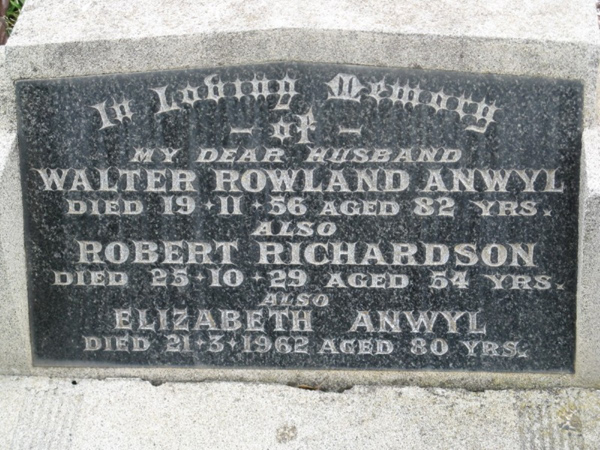 In Loving Memory
- of -
MY DEAR HUSBAND
WALTER ROWLAND ANWYL
DIED 19·11·56 AGED 82 YRS.
ALSO
ROBERT RICHARDSON
DIED 25·10·29 AGED 54 YRS.
ALSO
ELIZABETH ANWYL
DIED 21·3·1962 AGED 80 YRS.